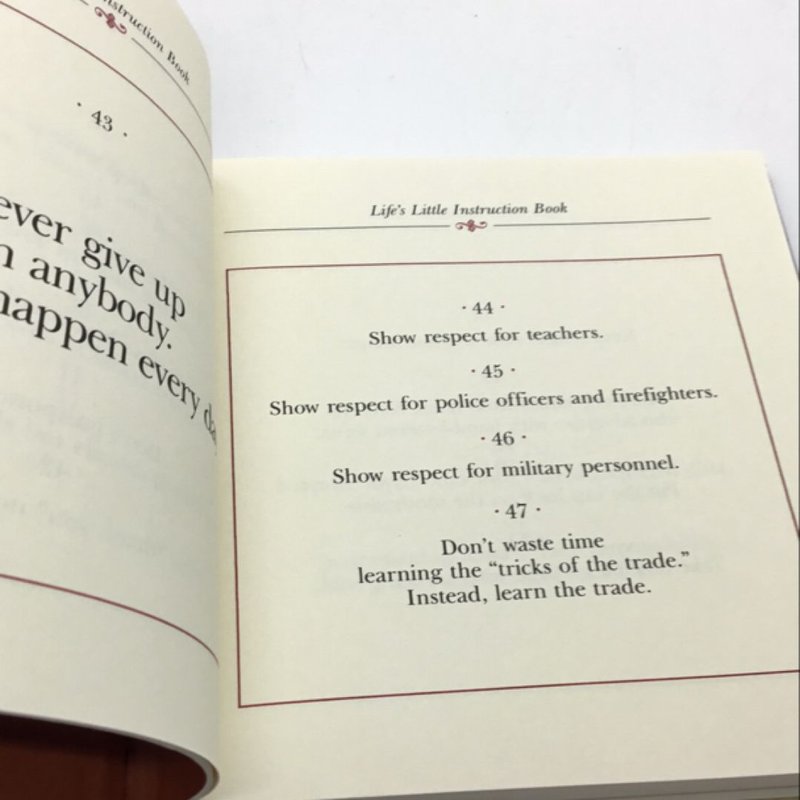 Instruction Book
· 43 ·
give up
anybody.
happen every
Life's Little Instruction Book
· 44 ·
Show respect for teachers.
· 45 ·
Show respect for police officers and firefighters.
· 46 ·
Show respect for military personnel.
· 47 ·
Don't waste time
learning the “tricks of the trade.”
Instead, learn the trade.